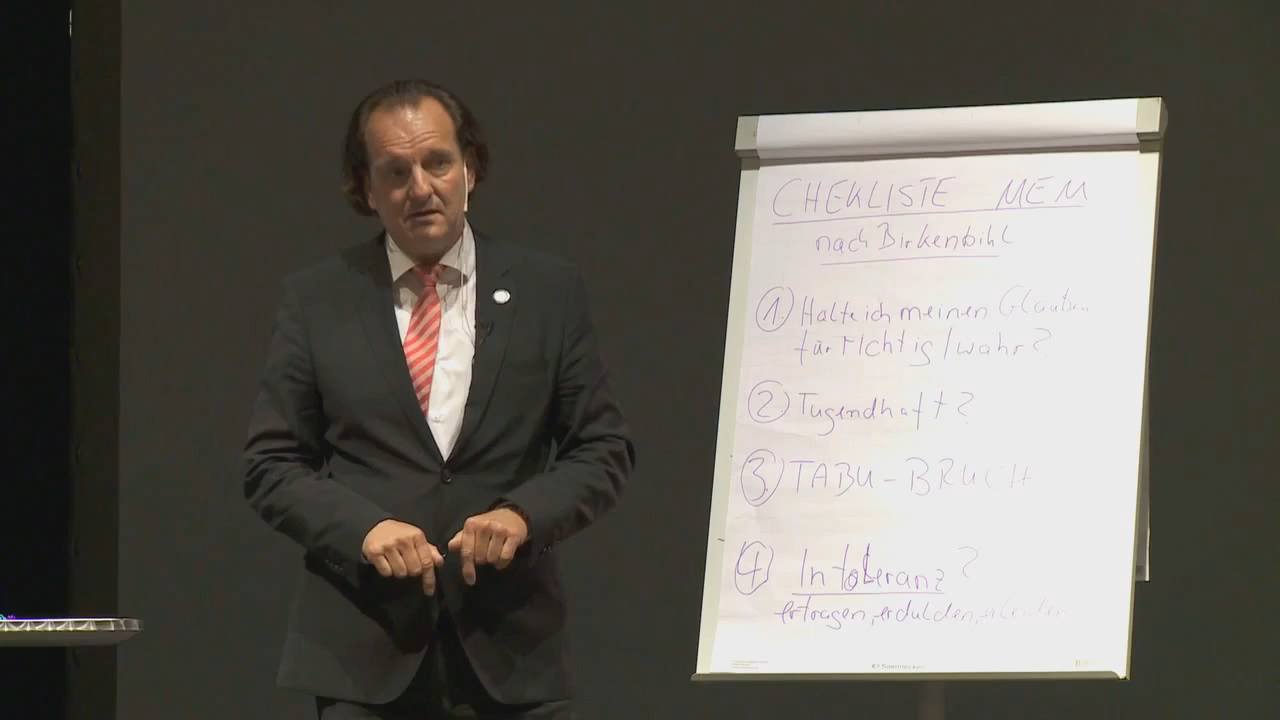 CHEKLISTE MEM
nach Birkenbihl
1. Halte ich meinen Glauben
für richtig/wahr?
2. Tugendhaft?
3. TABU-BRUCH
4 Intoleranz?
ertragen, erdulden, erleiden